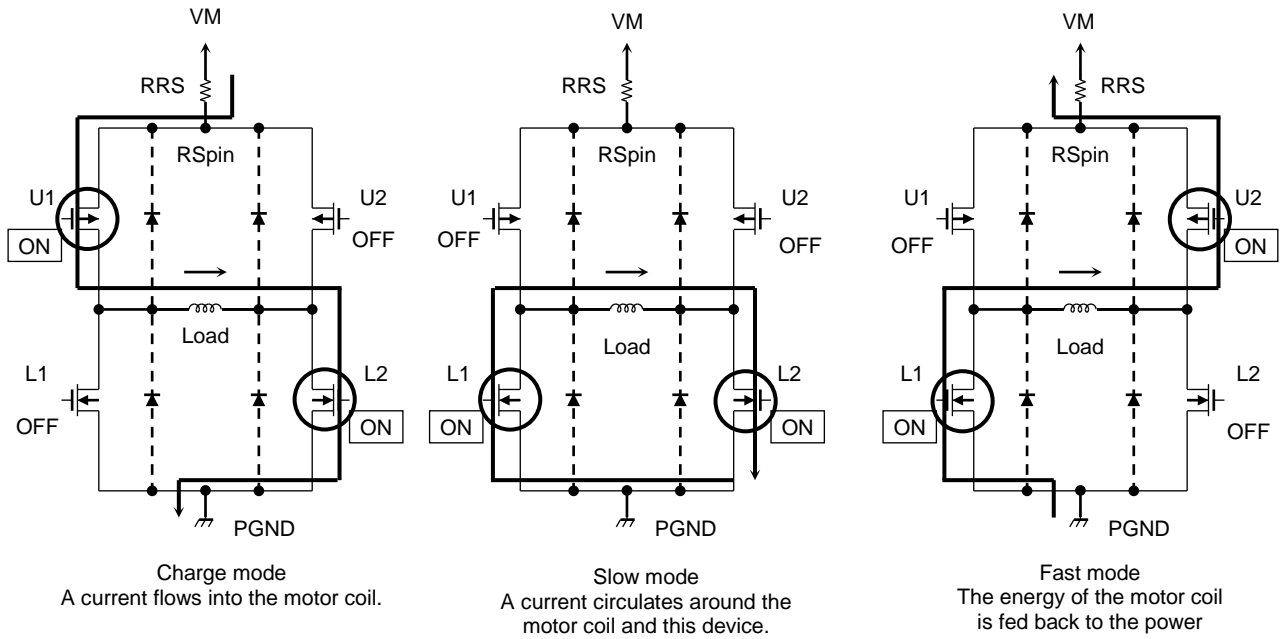 VM
RRS
RSpin
U1
U2
ON
OFF
Load
L1
L2
OFF
ON
PGND
Charge mode
A current flows into the motor coil.
VM
RRS
RSpin
U1
U2
OFF
OFF
Load
L1
L2
ON
ON
PGND
Slow mode
A current circulates around the
motor coil and this device.
VM
RRS
RSpin
U1
U2
OFF
ON
Load
L1
L2
ON
OFF
PGND
Fast mode
The energy of the motor coil
is fed back to the power